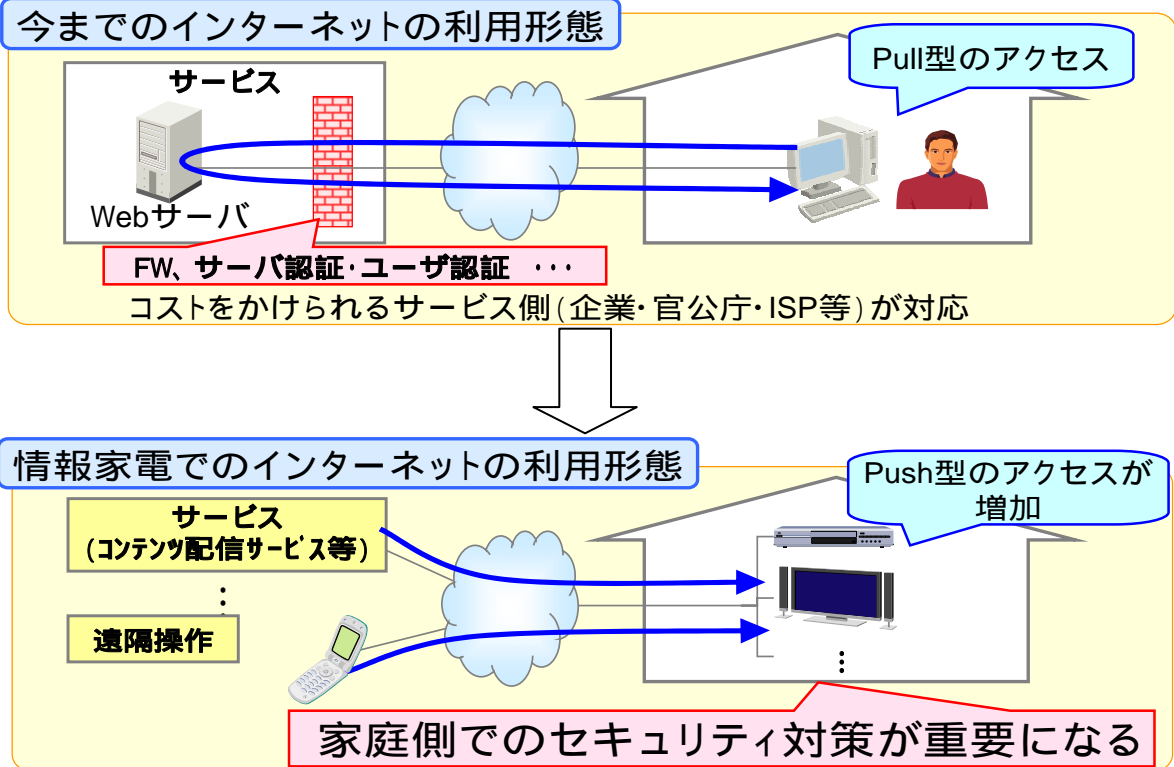 今までのインターネットの利用形態
Pull型のアクセス
サービス
Webサーバ
FW、サーバ認証・ユーザ認証 ・・・
コストをかけられるサービス側(企業・官公庁・ISP等)が対応
情報家電でのインターネットの利用形態
Push型のアクセスが
増加
サービス
(コンテンツ配信サービス等)
⋮
遠隔操作
⋮
家庭側でのセキュリティ対策が重要になる